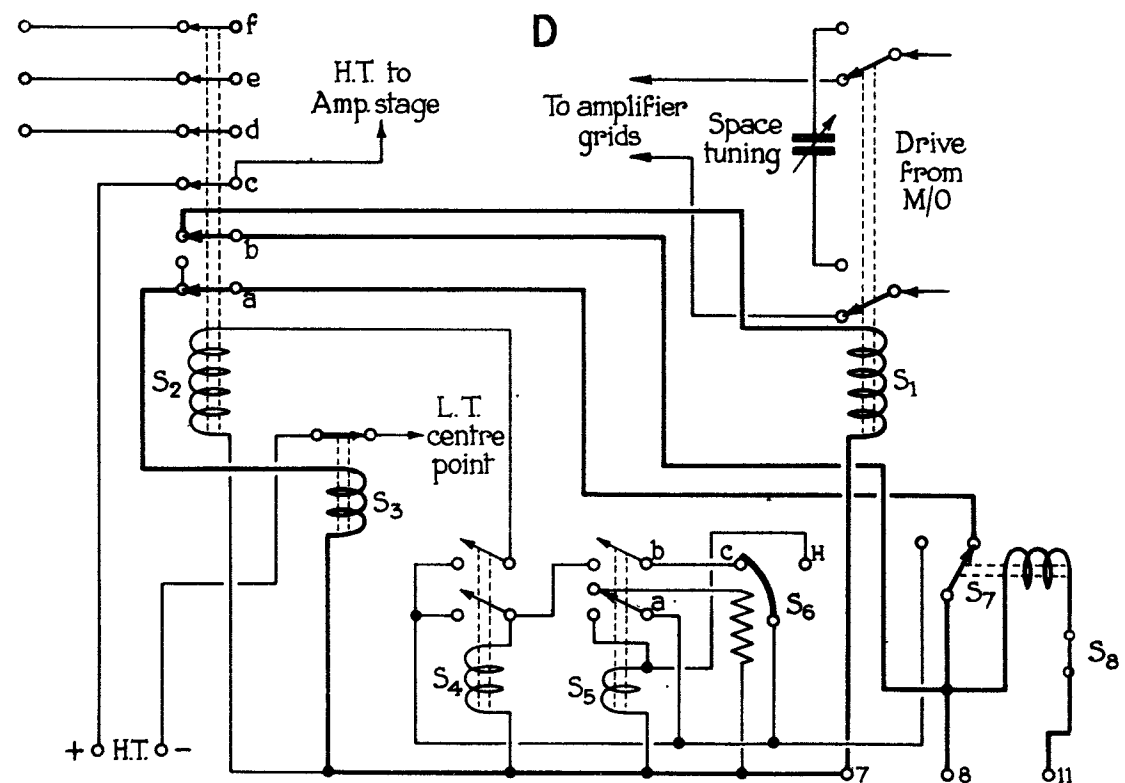 D
f
e
d
c
b
a
H.T. to
Amp. stage
To amplifier
grids
Space
tuning
Drive
from
M/O
S2
S1
L.T.
centre
point
S3
b
a
c
H
S6
S7
S8
S4
S5
+ H.T. -
7
8
11